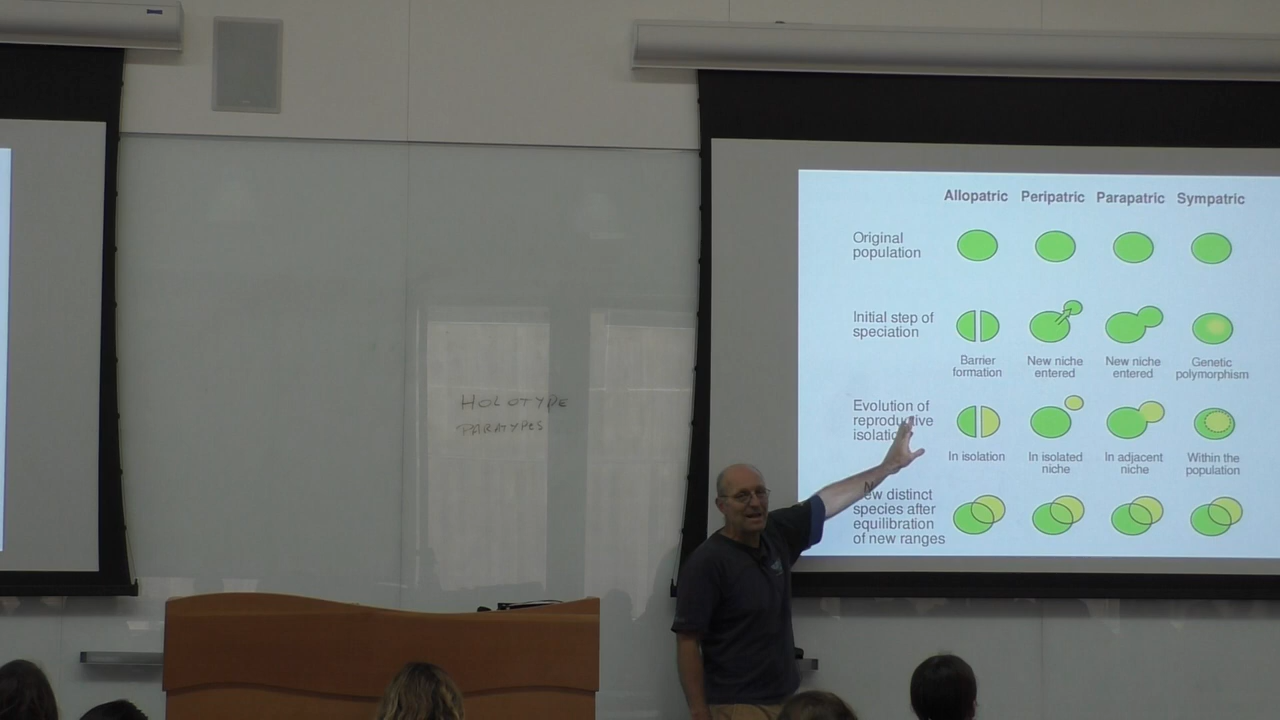 HOLOTYPE
PARATYPES
Allopatric Peripatric Parapatric Sympatric
Original
population
Initial step of
speciation
Barrier
formation
New niche
entered
New niche
entered
Genetic
polymorphism
Evolution of
reproductive
isolation
In isolation
In isolated
niche
In adjacent
niche
Within the
population
New distinct
species after
equilibration
of new ranges